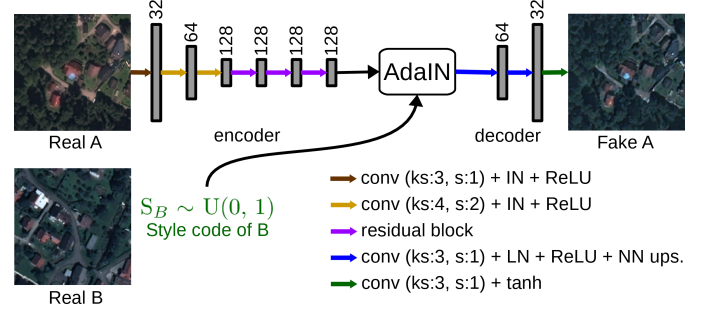 32
64
128
128
128
128
AdaIN
64
32
Real A
encoder
decoder
Fake A
S_B ∼ U(0, 1)
Style code of B
Real B
conv (ks:3, s:1) + IN + ReLU
conv (ks:4, s:2) + IN + ReLU
residual block
conv (ks:3, s:1) + LN + ReLU + NN ups.
conv (ks:3, s:1) + tanh